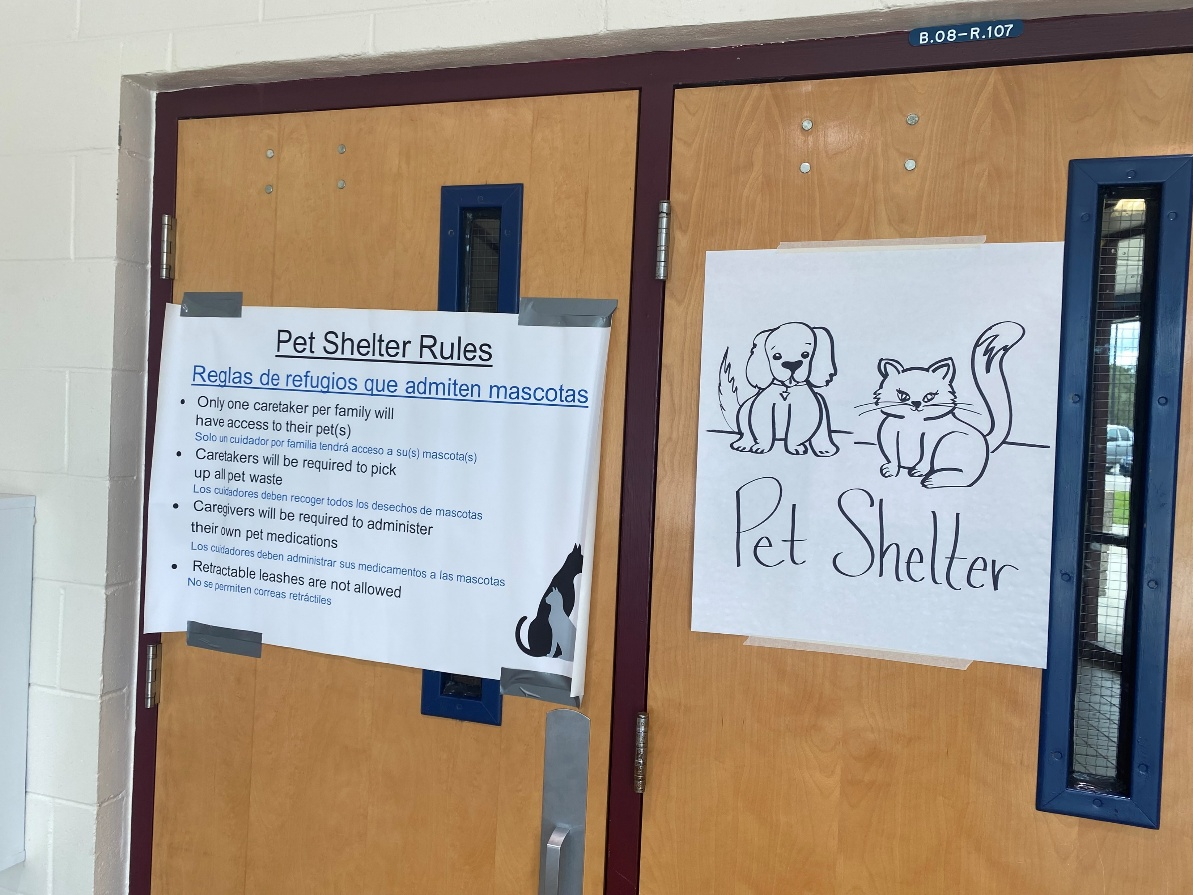 B.08-R.107
Pet Shelter Rules
Reglas de refugios que admiten mascotas
• Only one caretaker per family will
have access to their pet(s)
Solo un cuidador por familia tendrá acceso a su(s) mascota(s)
• Caretakers will be required to pick
up all pet waste
Los cuidadores deben recoger todos los desechos de mascotas
• Caregivers will be required to administer
their own pet medications
Los cuidadores deben administrar sus medicamentos a las mascotas
• Retractable leashes are not allowed
No se permiten correas retráctiles
Pet Shelter